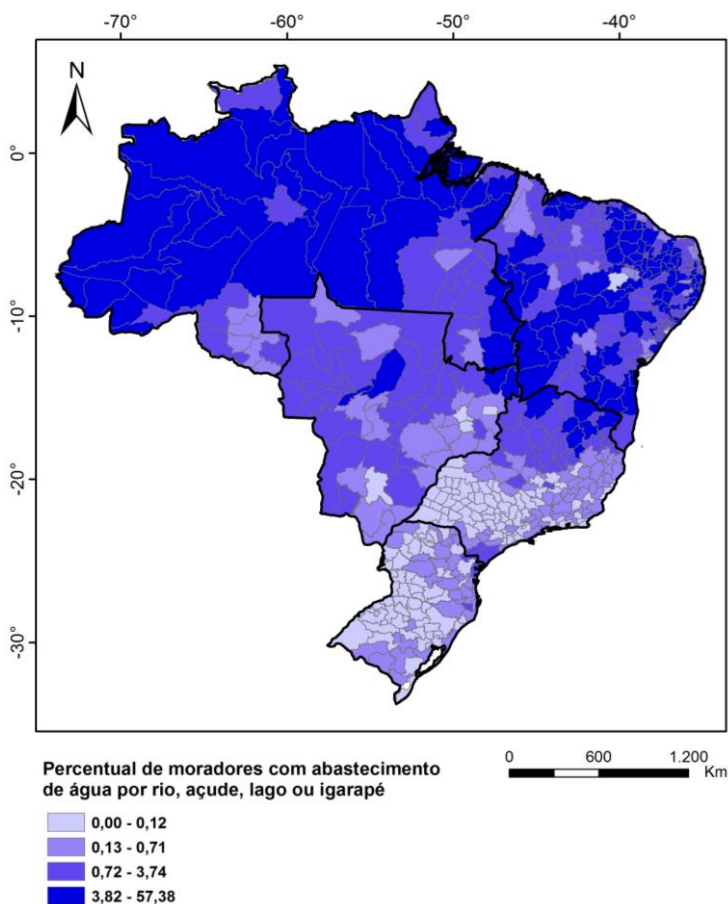 -70° -60° -50° -40°
N
0°
-10°
-20°
-30°
Percentual de moradores com abastecimento
de água por rio, açude, lago ou igarapé
0,00 - 0,12
0,13 - 0,71
0,72 - 3,74
3,82 - 57,38
0 600 1.200
Km